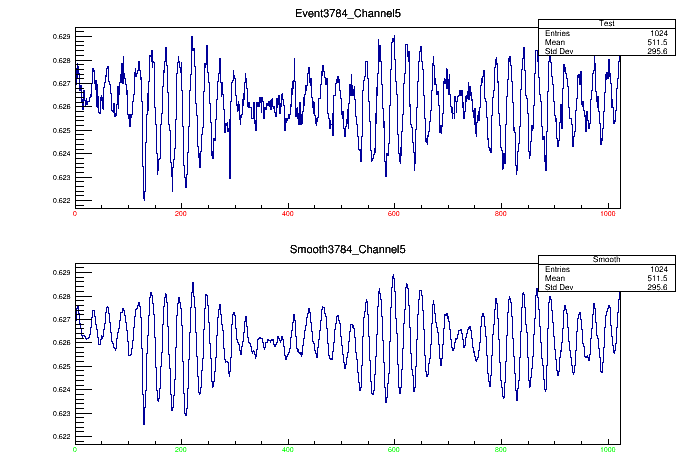 Event3784_Channel5
Test
Entries 1024
Mean 511.5
Std Dev 295.6
0.629
0.628
0.627
0.626
0.625
0.624
0.623
0.622
0 200 400 600 800 1000
Smooth3784_Channel5
Smooth
Entries 1024
Mean 511.5
Std Dev 295.6
0.629
0.628
0.627
0.626
0.625
0.624
0.623
0.622
0 200 400 600 800 1000